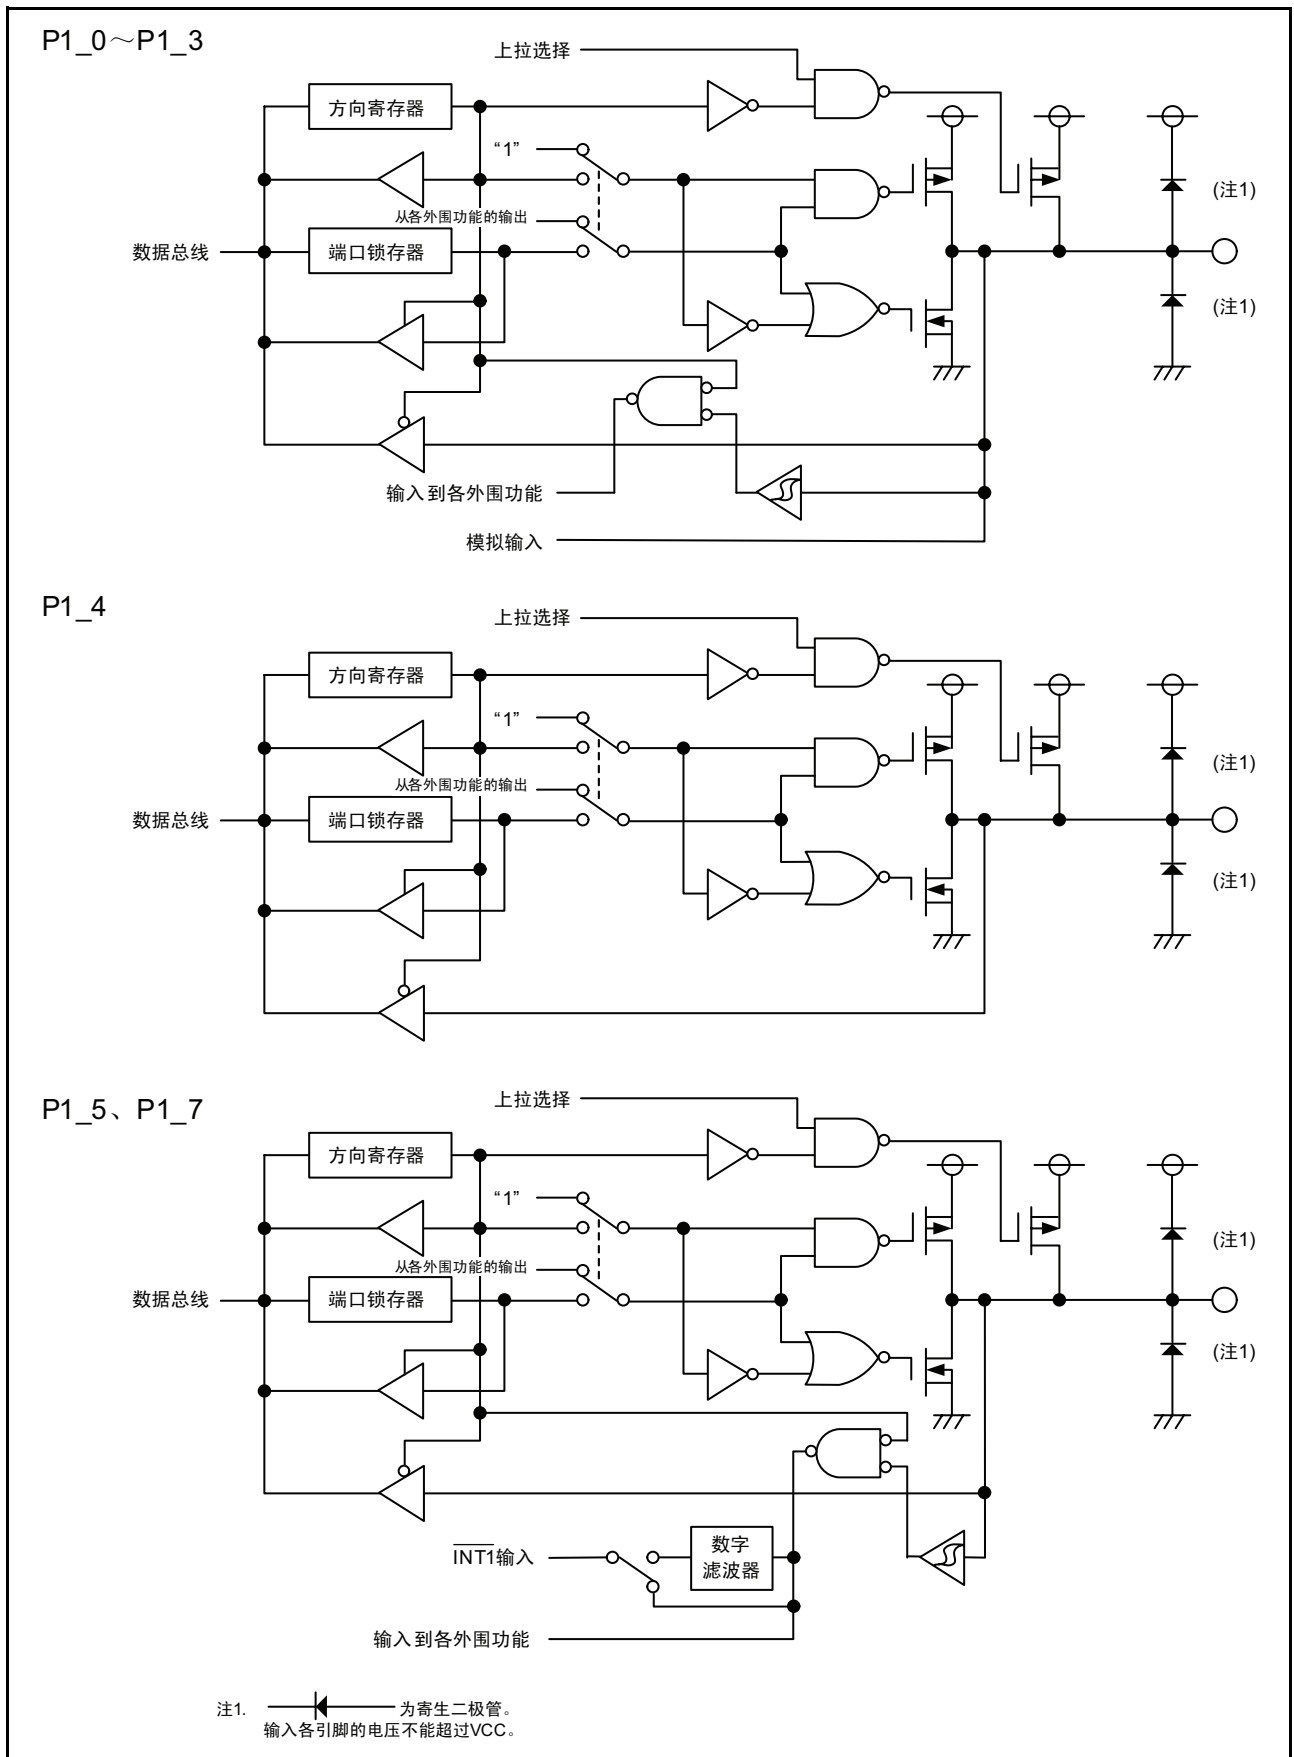 P1_0～P1_3
上拉选择
方向寄存器
“1”
(注1)
从各外围功能的输出
数据总线
端口锁存器
(注1)
输入到各外围功能
模拟输入
P1_4
上拉选择
方向寄存器
“1”
(注1)
从各外围功能的输出
数据总线
端口锁存器
(注1)
P1_5、P1_7
上拉选择
方向寄存器
“1”
(注1)
从各外围功能的输出
数据总线
端口锁存器
(注1)
数字
滤波器
INT1输入
输入到各外围功能
注1. 为寄生二极管。
输入各引脚的电压不能超过VCC。